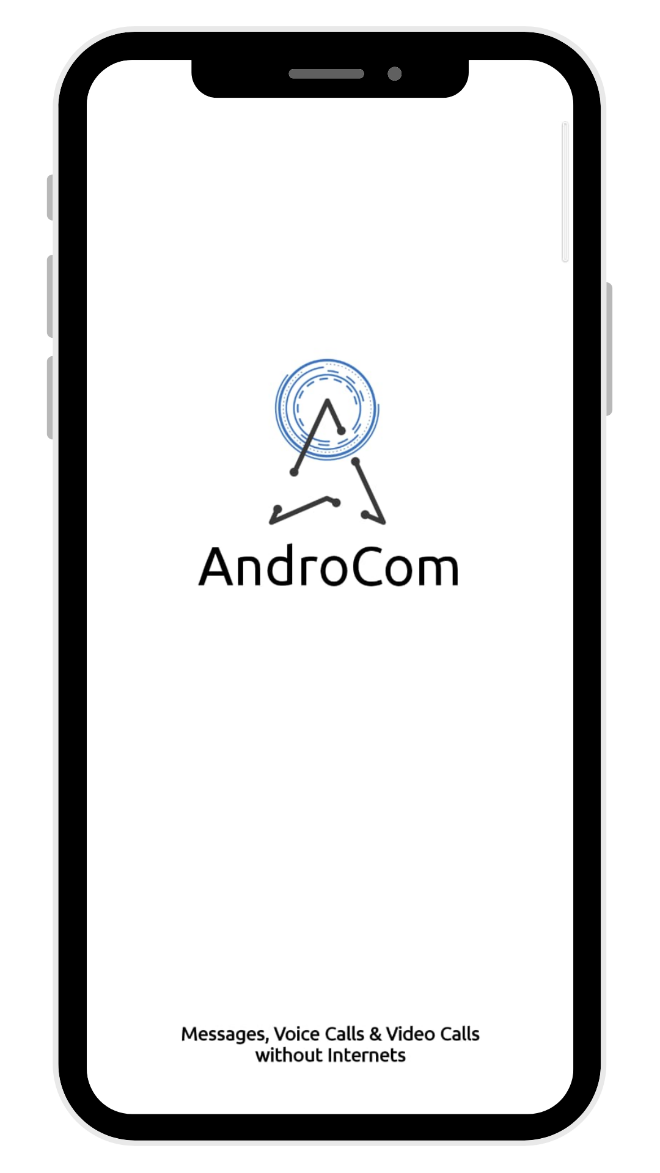 AndroCom
Messages, Voice Calls & Video Calls
without Internets